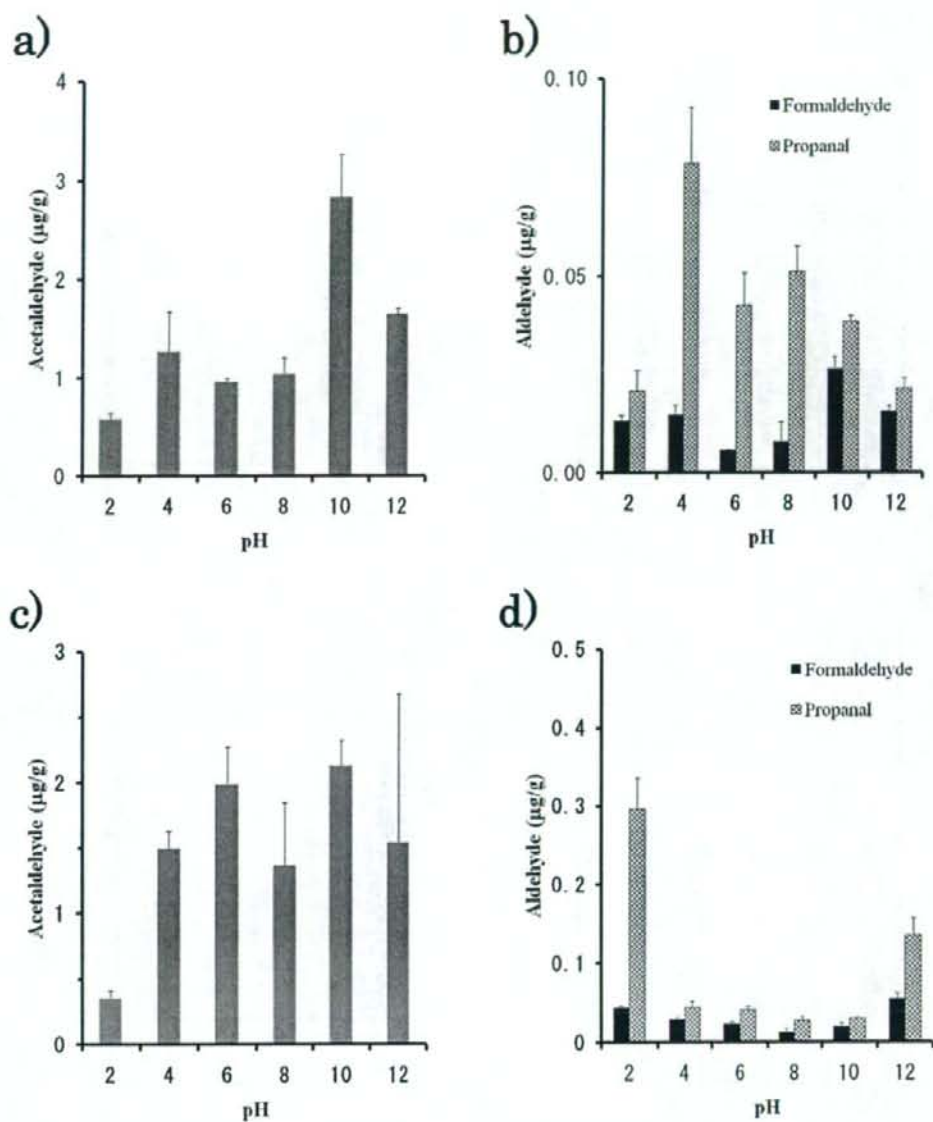 a)
4
3
2
1
0
Acetaldehyde (μg/g)
2 4 6 8 10 12
pH
b)
0.10
0.05
0.00
Aldehyde (μg/g)
Formaldehyde
Propanal
2 4 6 8 10 12
pH
c)
3
2
1
0
Acetaldehyde (μg/g)
2 4 6 8 10 12
pH
d)
0.5
0.4
0.3
0.2
0.1
0
Aldehyde (μg/g)
Formaldehyde
Propanal
2 4 6 8 10 12
pH